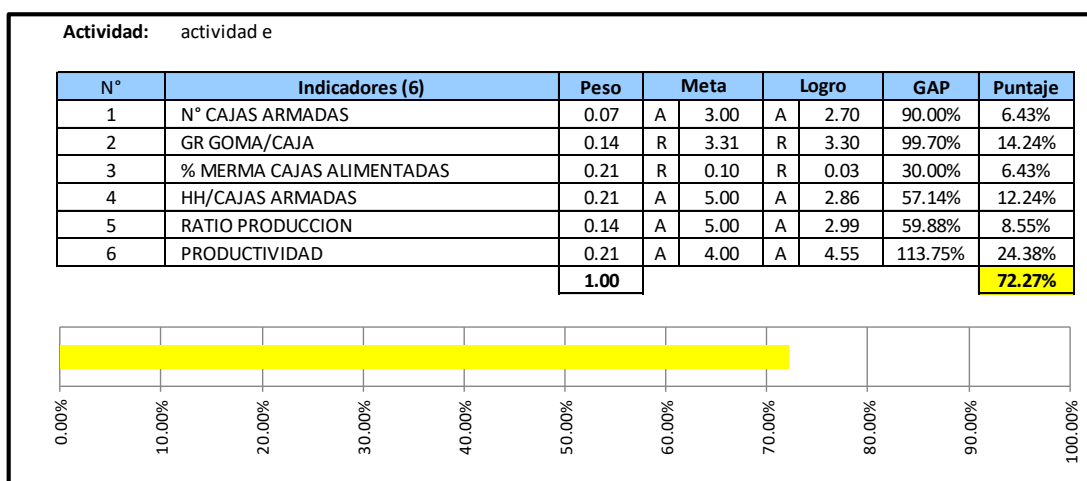 Actividad: actividad e
N° Indicadores (6) Peso Meta Logro GAP Puntaje
1 N° CAJAS ARMADAS 0.07 A 3.00 A 2.70 90.00% 6.43%
2 GR GOMA/CAJA 0.14 R 3.31 R 3.30 99.70% 14.24%
3 % MERMA CAJAS ALIMENTADAS 0.21 R 0.10 R 0.03 30.00% 6.43%
4 HH/CAJAS ARMADAS 0.21 A 5.00 A 2.86 57.14% 12.24%
5 RATIO PRODUCCION 0.14 A 5.00 A 2.99 59.88% 8.55%
6 PRODUCTIVIDAD 0.21 A 4.00 A 4.55 113.75% 24.38%
1.00 72.27%
0.00% 10.00% 20.00% 30.00% 40.00% 50.00% 60.00% 70.00% 80.00% 90.00% 100.00%